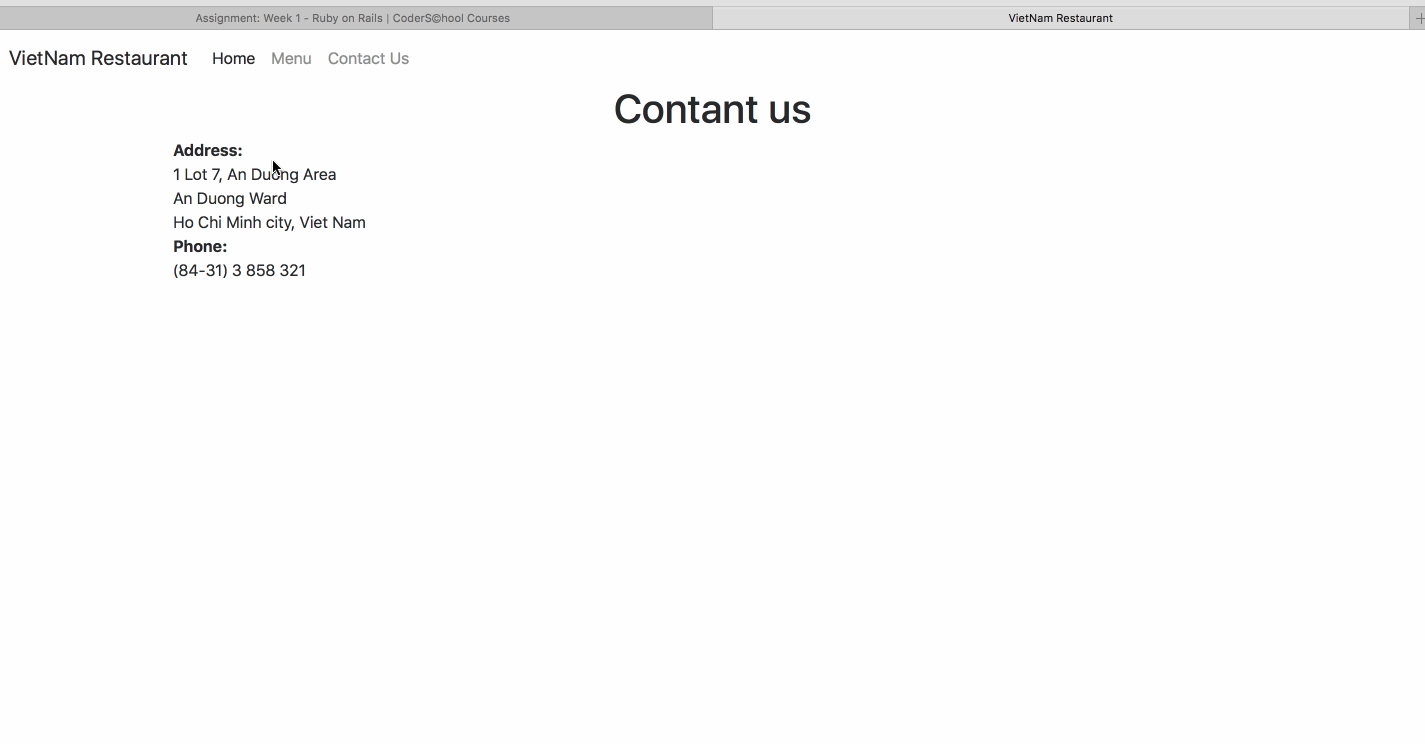 Assignment: Week 1 - Ruby on Rails | CoderS©hool Courses
VietNam Restaurant
VietNam Restaurant Home Menu Contact Us
Contant us
Address:
1 Lot 7, An Duong Area
An Duong Ward
Ho Chi Minh city, Viet Nam
Phone:
(84-31) 3 858 321